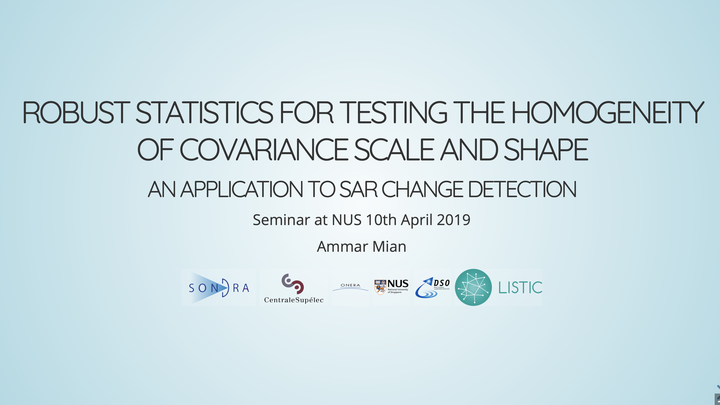 ROBUST STATISTICS FOR TESTING THE HOMOGENEITY
OF COVARIANCE SCALE AND SHAPE
AN APPLICATION TO SAR CHANGE DETECTION
Seminar at NUS 10th April 2019
Ammar Mian
SONDRA
CentraleSupélec
ONERA
NUS
DSO
LISTIC